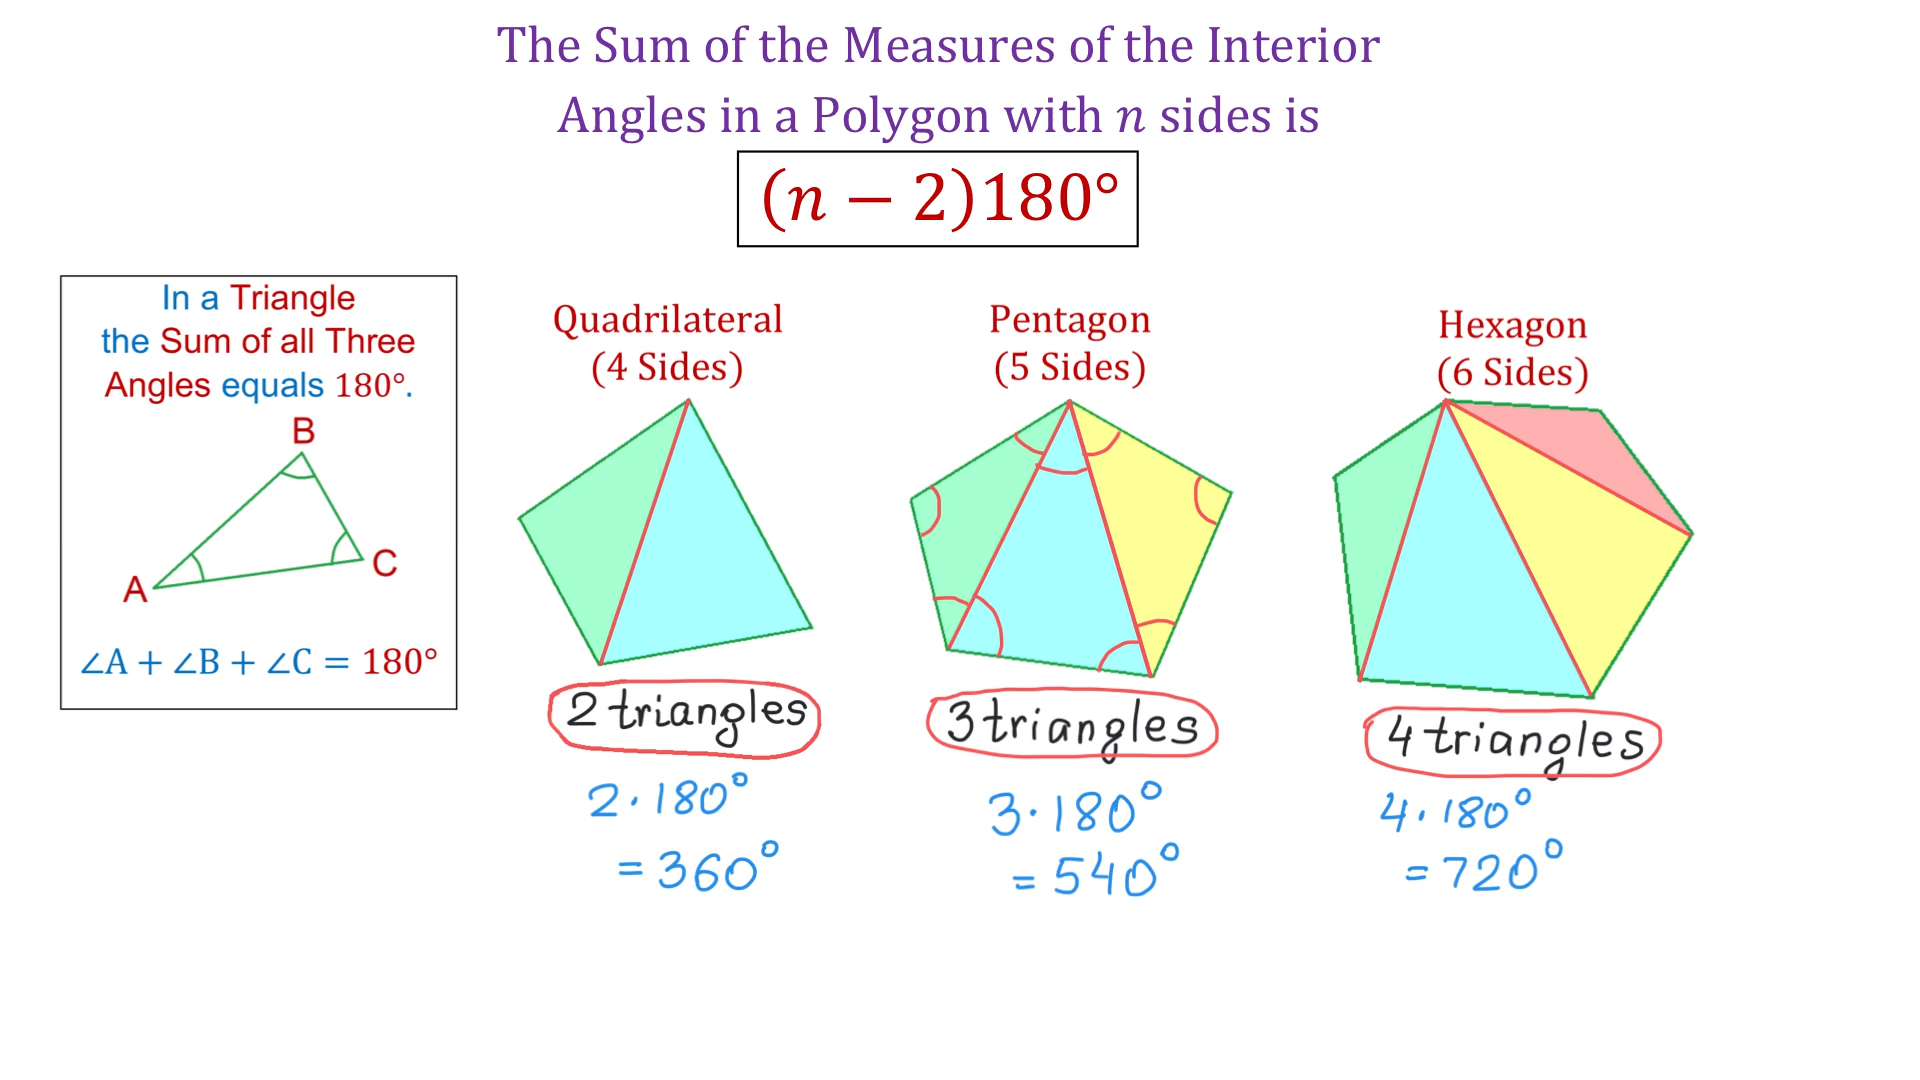 The Sum of the Measures of the Interior
Angles in a Polygon with n sides is
(n − 2)180°
In a Triangle
the Sum of all Three
Angles equals 180°.
B
A
C
∠A + ∠B + ∠C = 180°
Quadrilateral
(4 Sides)
2 triangles
2·180°
=360°
Pentagon
(5 Sides)
3 triangles
3·180°
=540°
Hexagon
(6 Sides)
4 triangles
4·180°
=720°